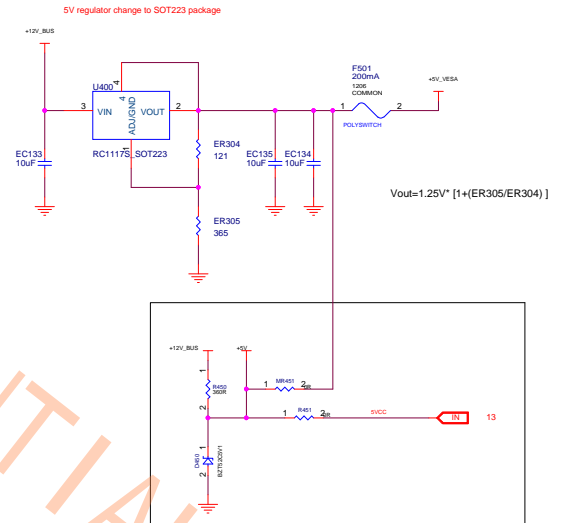 5V regulator change to SOT223 package
+12V_BUS
F501
200mA
1206
COMMON
+5V_VESA
U400
4
4
3 VIN VOUT 2
ADJ/GND
1
1 2
POLYSWITCH
RC1117S_SOT223
ER304
121
EC133
10uF
EC135
10uF
EC134
10uF
Vout=1.25V* [1+(ER305/ER304) ]
ER305
365
+12V_BUS
+5V
1
R450
360R
2
1 MR451 2 0R
1 R451 2 0R
5VCC
IN
13
1
D450
BZT52C5V1
2